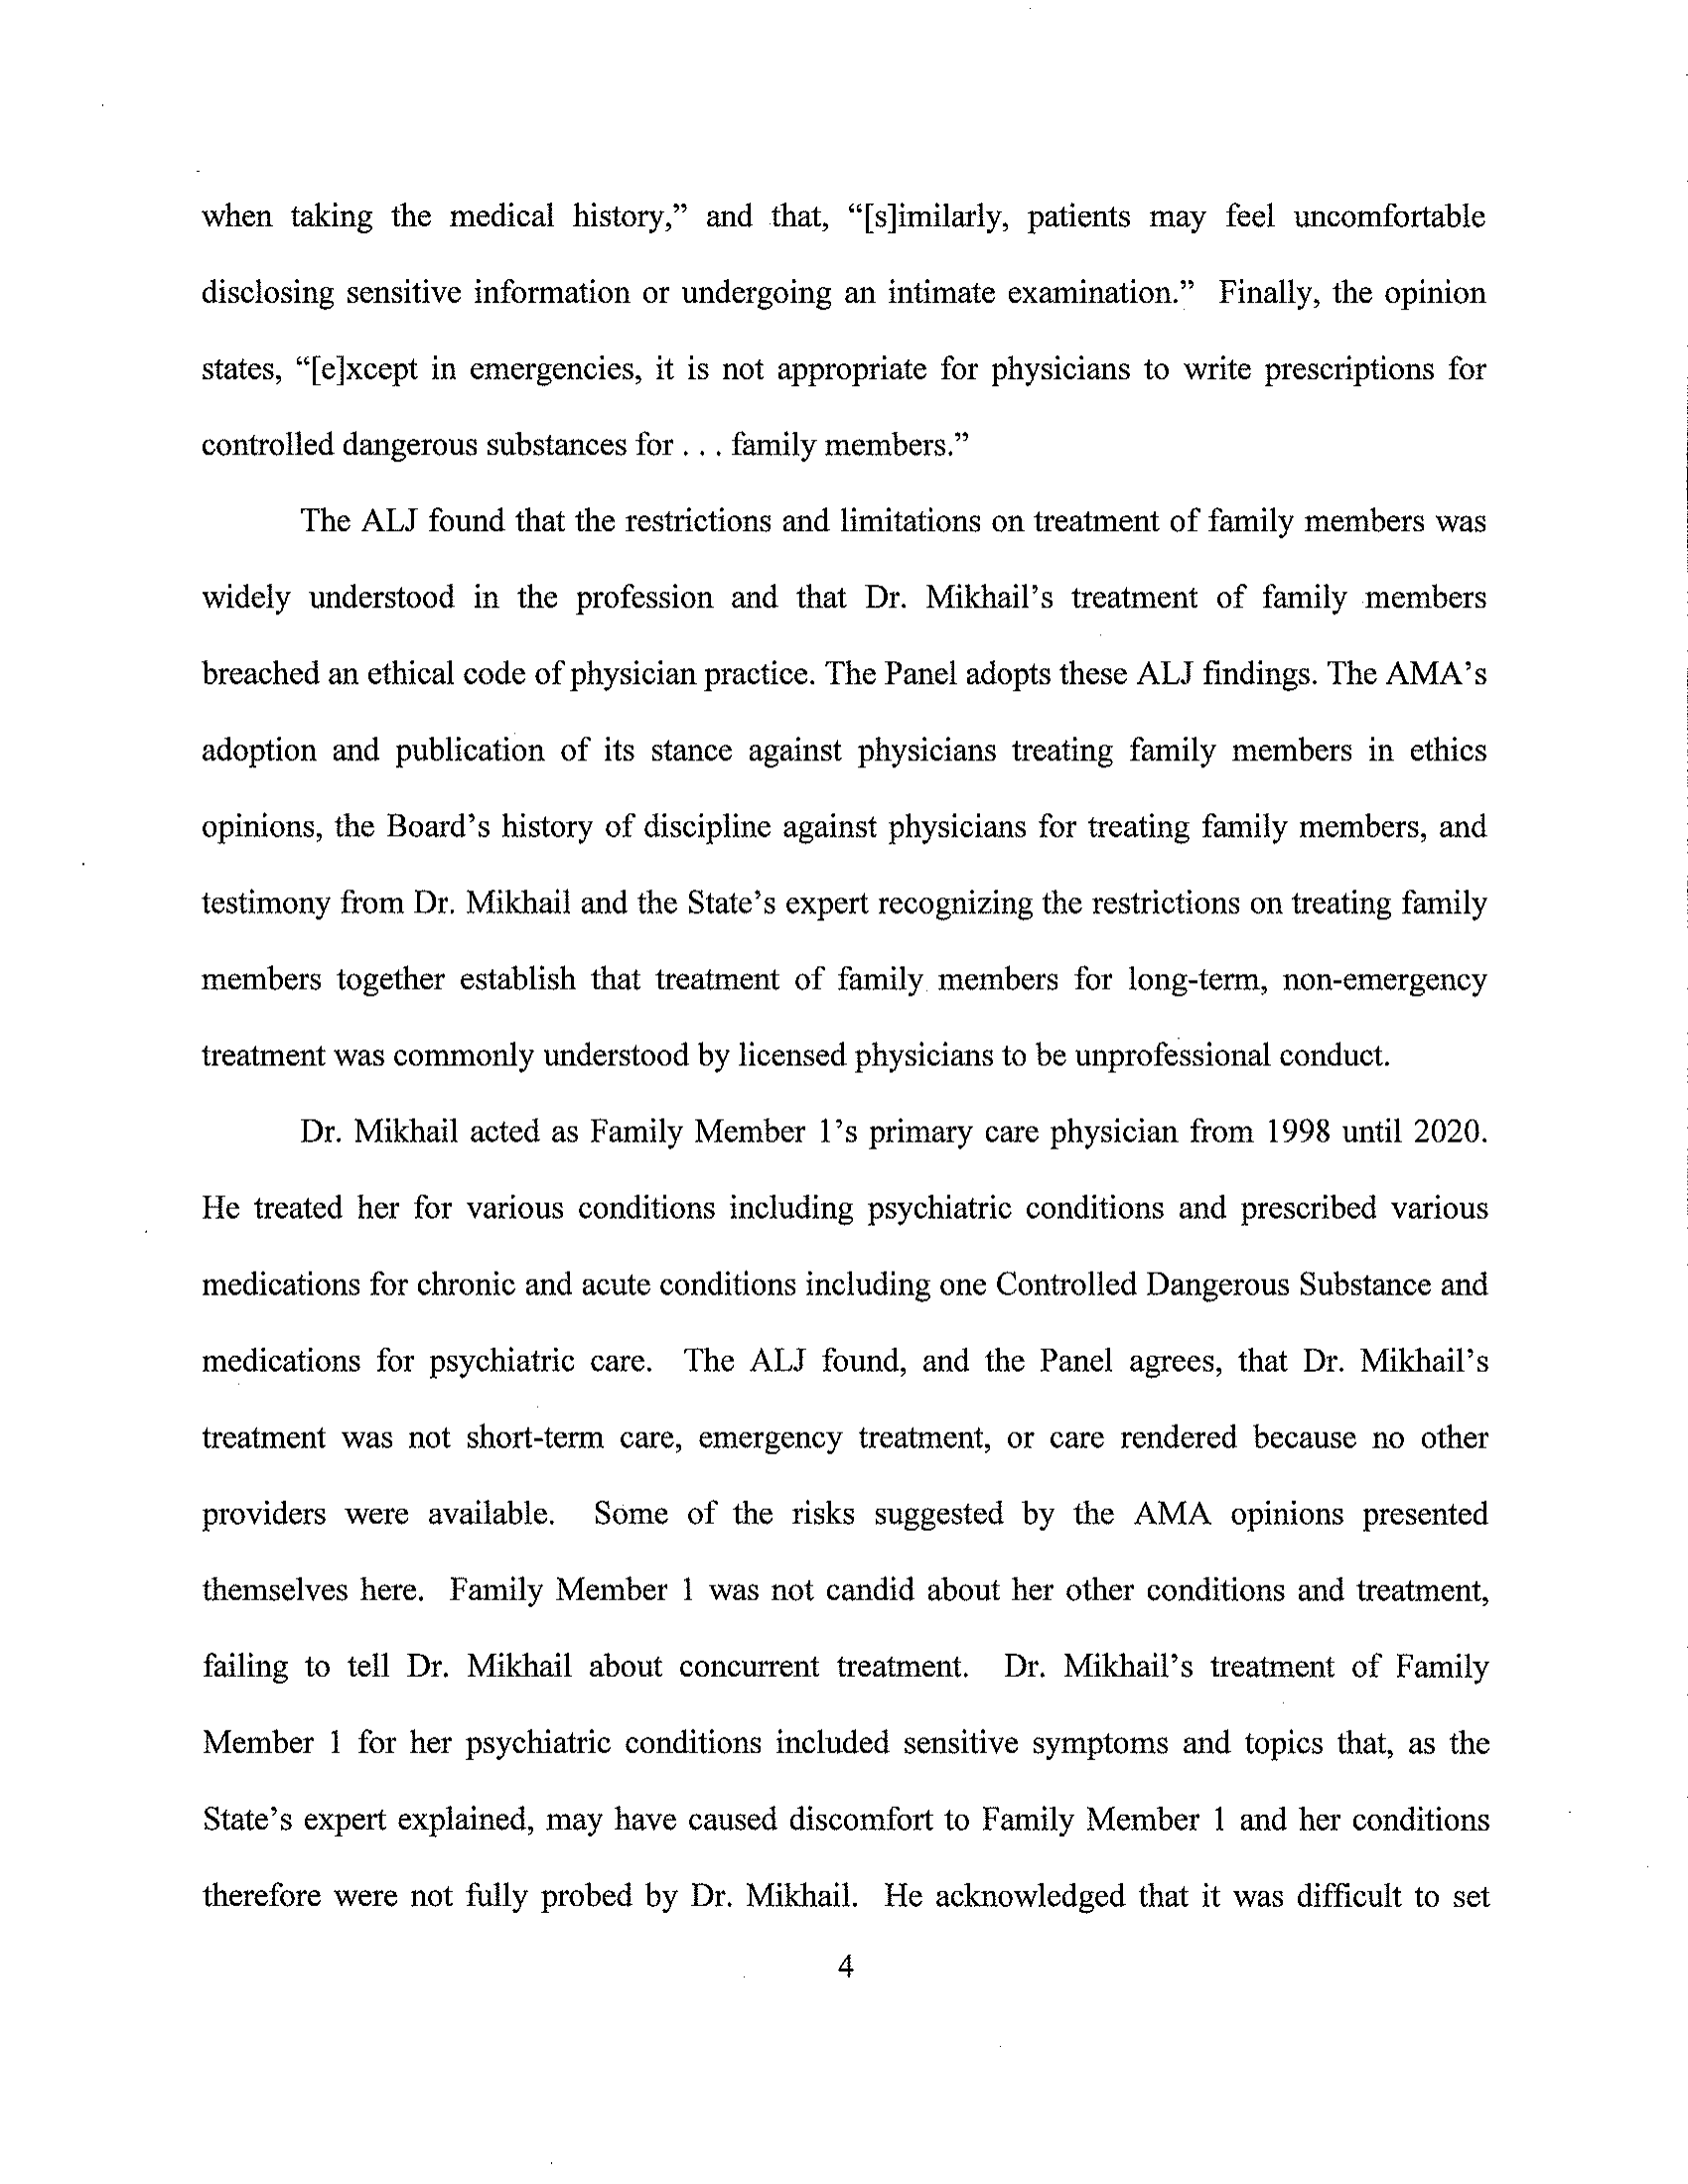 when taking the medical history,” and that, “[s]imilarly, patients may feel uncomfortable
disclosing sensitive information or undergoing an intimate examination.” Finally, the opinion
states, “[e]xcept in emergencies, it is not appropriate for physicians to write prescriptions for
controlled dangerous substances for . . . family members.”
The ALJ found that the restrictions and limitations on treatment of family members was
widely understood in the profession and that Dr. Mikhail’s treatment of family members
breached an ethical code of physician practice. The Panel adopts these ALJ findings. The AMA’s
adoption and publication of its stance against physicians treating family members in ethics
opinions, the Board’s history of discipline against physicians for treating family members, and
testimony from Dr. Mikhail and the State’s expert recognizing the restrictions on treating family
members together establish that treatment of family members for long-term, non-emergency
treatment was commonly understood by licensed physicians to be unprofessional conduct.
Dr. Mikhail acted as Family Member 1’s primary care physician from 1998 until 2020.
He treated her for various conditions including psychiatric conditions and prescribed various
medications for chronic and acute conditions including one Controlled Dangerous Substance and
medications for psychiatric care. The ALJ found, and the Panel agrees, that Dr. Mikhail’s
treatment was not short-term care, emergency treatment, or care rendered because no other
providers were available. Some of the risks suggested by the AMA opinions presented
themselves here. Family Member 1 was not candid about her other conditions and treatment,
failing to tell Dr. Mikhail about concurrent treatment. Dr. Mikhail’s treatment of Family
Member 1 for her psychiatric conditions included sensitive symptoms and topics that, as the
State’s expert explained, may have caused discomfort to Family Member 1 and her conditions
therefore were not fully probed by Dr. Mikhail. He acknowledged that it was difficult to set
4